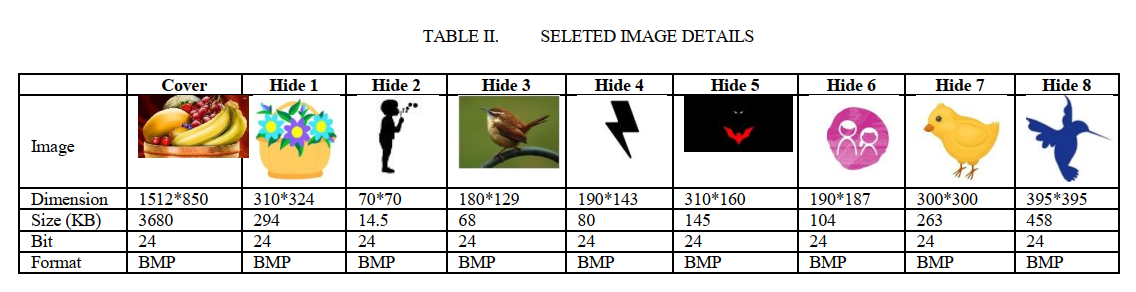 TABLE II. SELETED IMAGE DETAILS
Cover Hide 1 Hide 2 Hide 3 Hide 4 Hide 5 Hide 6 Hide 7 Hide 8
Image
Dimension 1512*850 310*324 70*70 180*129 190*143 310*160 190*187 300*300 395*395
Size (KB) 3680 294 14.5 68 80 145 104 263 458
Bit 24 24 24 24 24 24 24 24 24
Format BMP BMP BMP BMP BMP BMP BMP BMP BMP